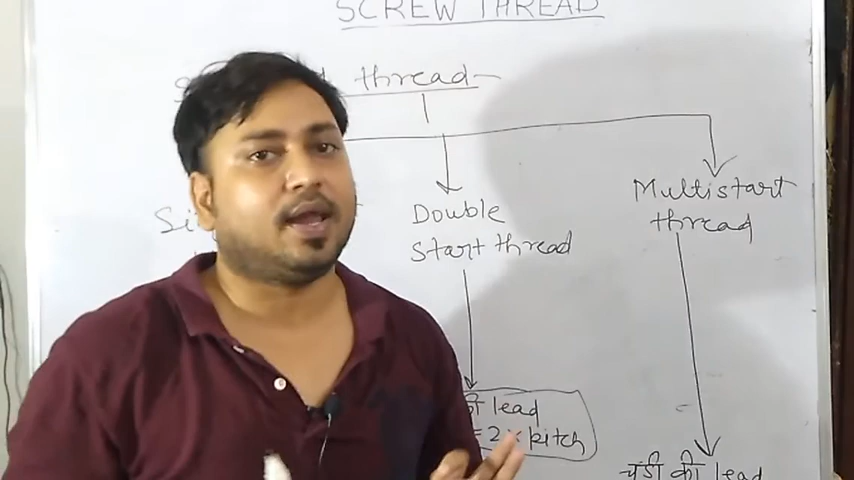 SCREW THREAD
thread
Double
Start thread
Multistart
thread
की lead
= 2 × pitch
चूडी की lead